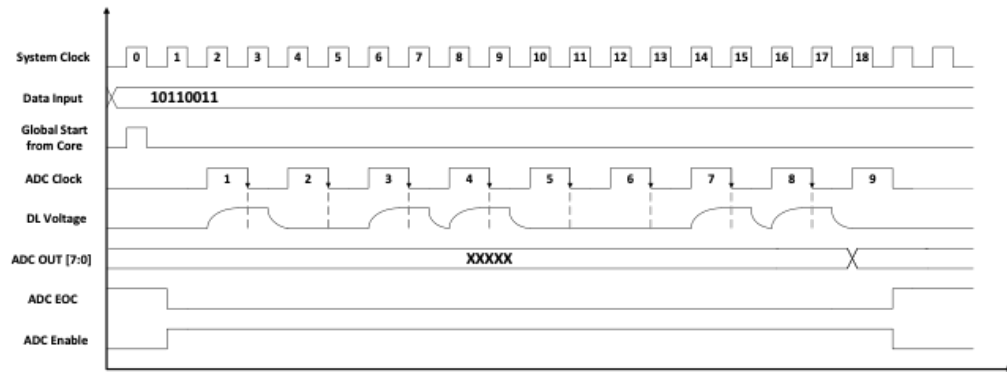 System Clock 0 1 2 3 4 5 6 7 8 9 10 11 12 13 14 15 16 17 18
Data Input 10110011
Global Start
from Core
ADC Clock 1 2 3 4 5 6 7 8 9
DL Voltage
ADC OUT [7:0] XXXXX
ADC EOC
ADC Enable